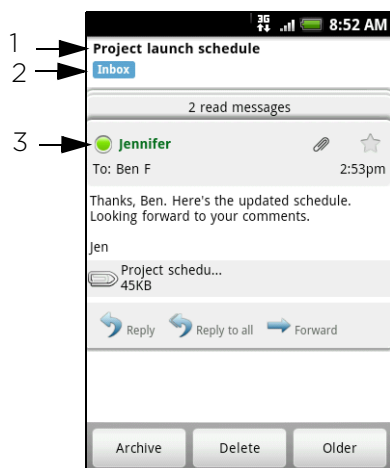 3G 8:52 AM
1 Project launch schedule
2 Inbox
2 read messages
3 Jennifer
To: Ben F 2:53pm
Thanks, Ben. Here's the updated schedule.
Looking forward to your comments.
Jen
Project schedu...
45KB
Reply Reply to all Forward
Archive Delete Older